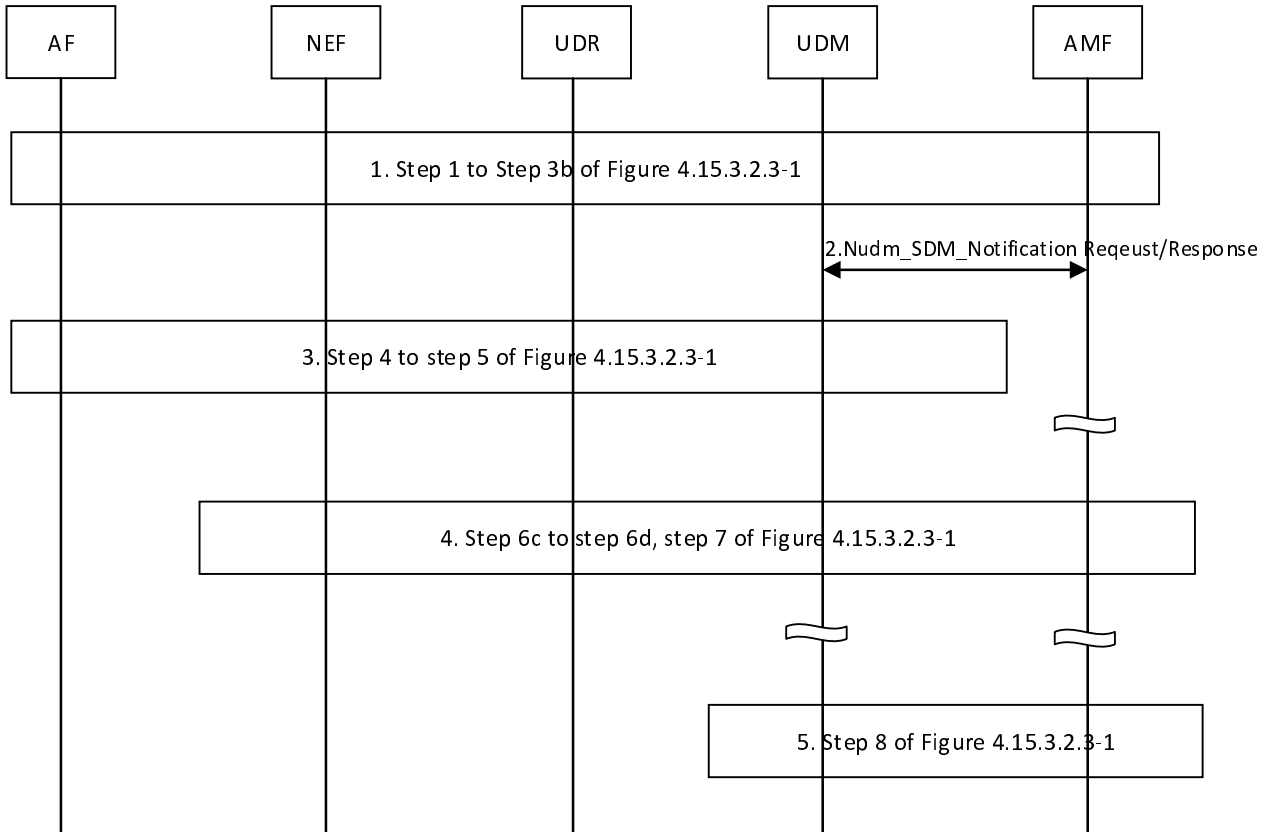 AF
NEF
UDR
UDM
AMF
1. Step 1 to Step 3b of Figure 4.15.3.2.3-1
2.Nudm_SDM_Notification Reqeust/Response
3. Step 4 to step 5 of Figure 4.15.3.2.3-1
4. Step 6c to step 6d, step 7 of Figure 4.15.3.2.3-1
5. Step 8 of Figure 4.15.3.2.3-1